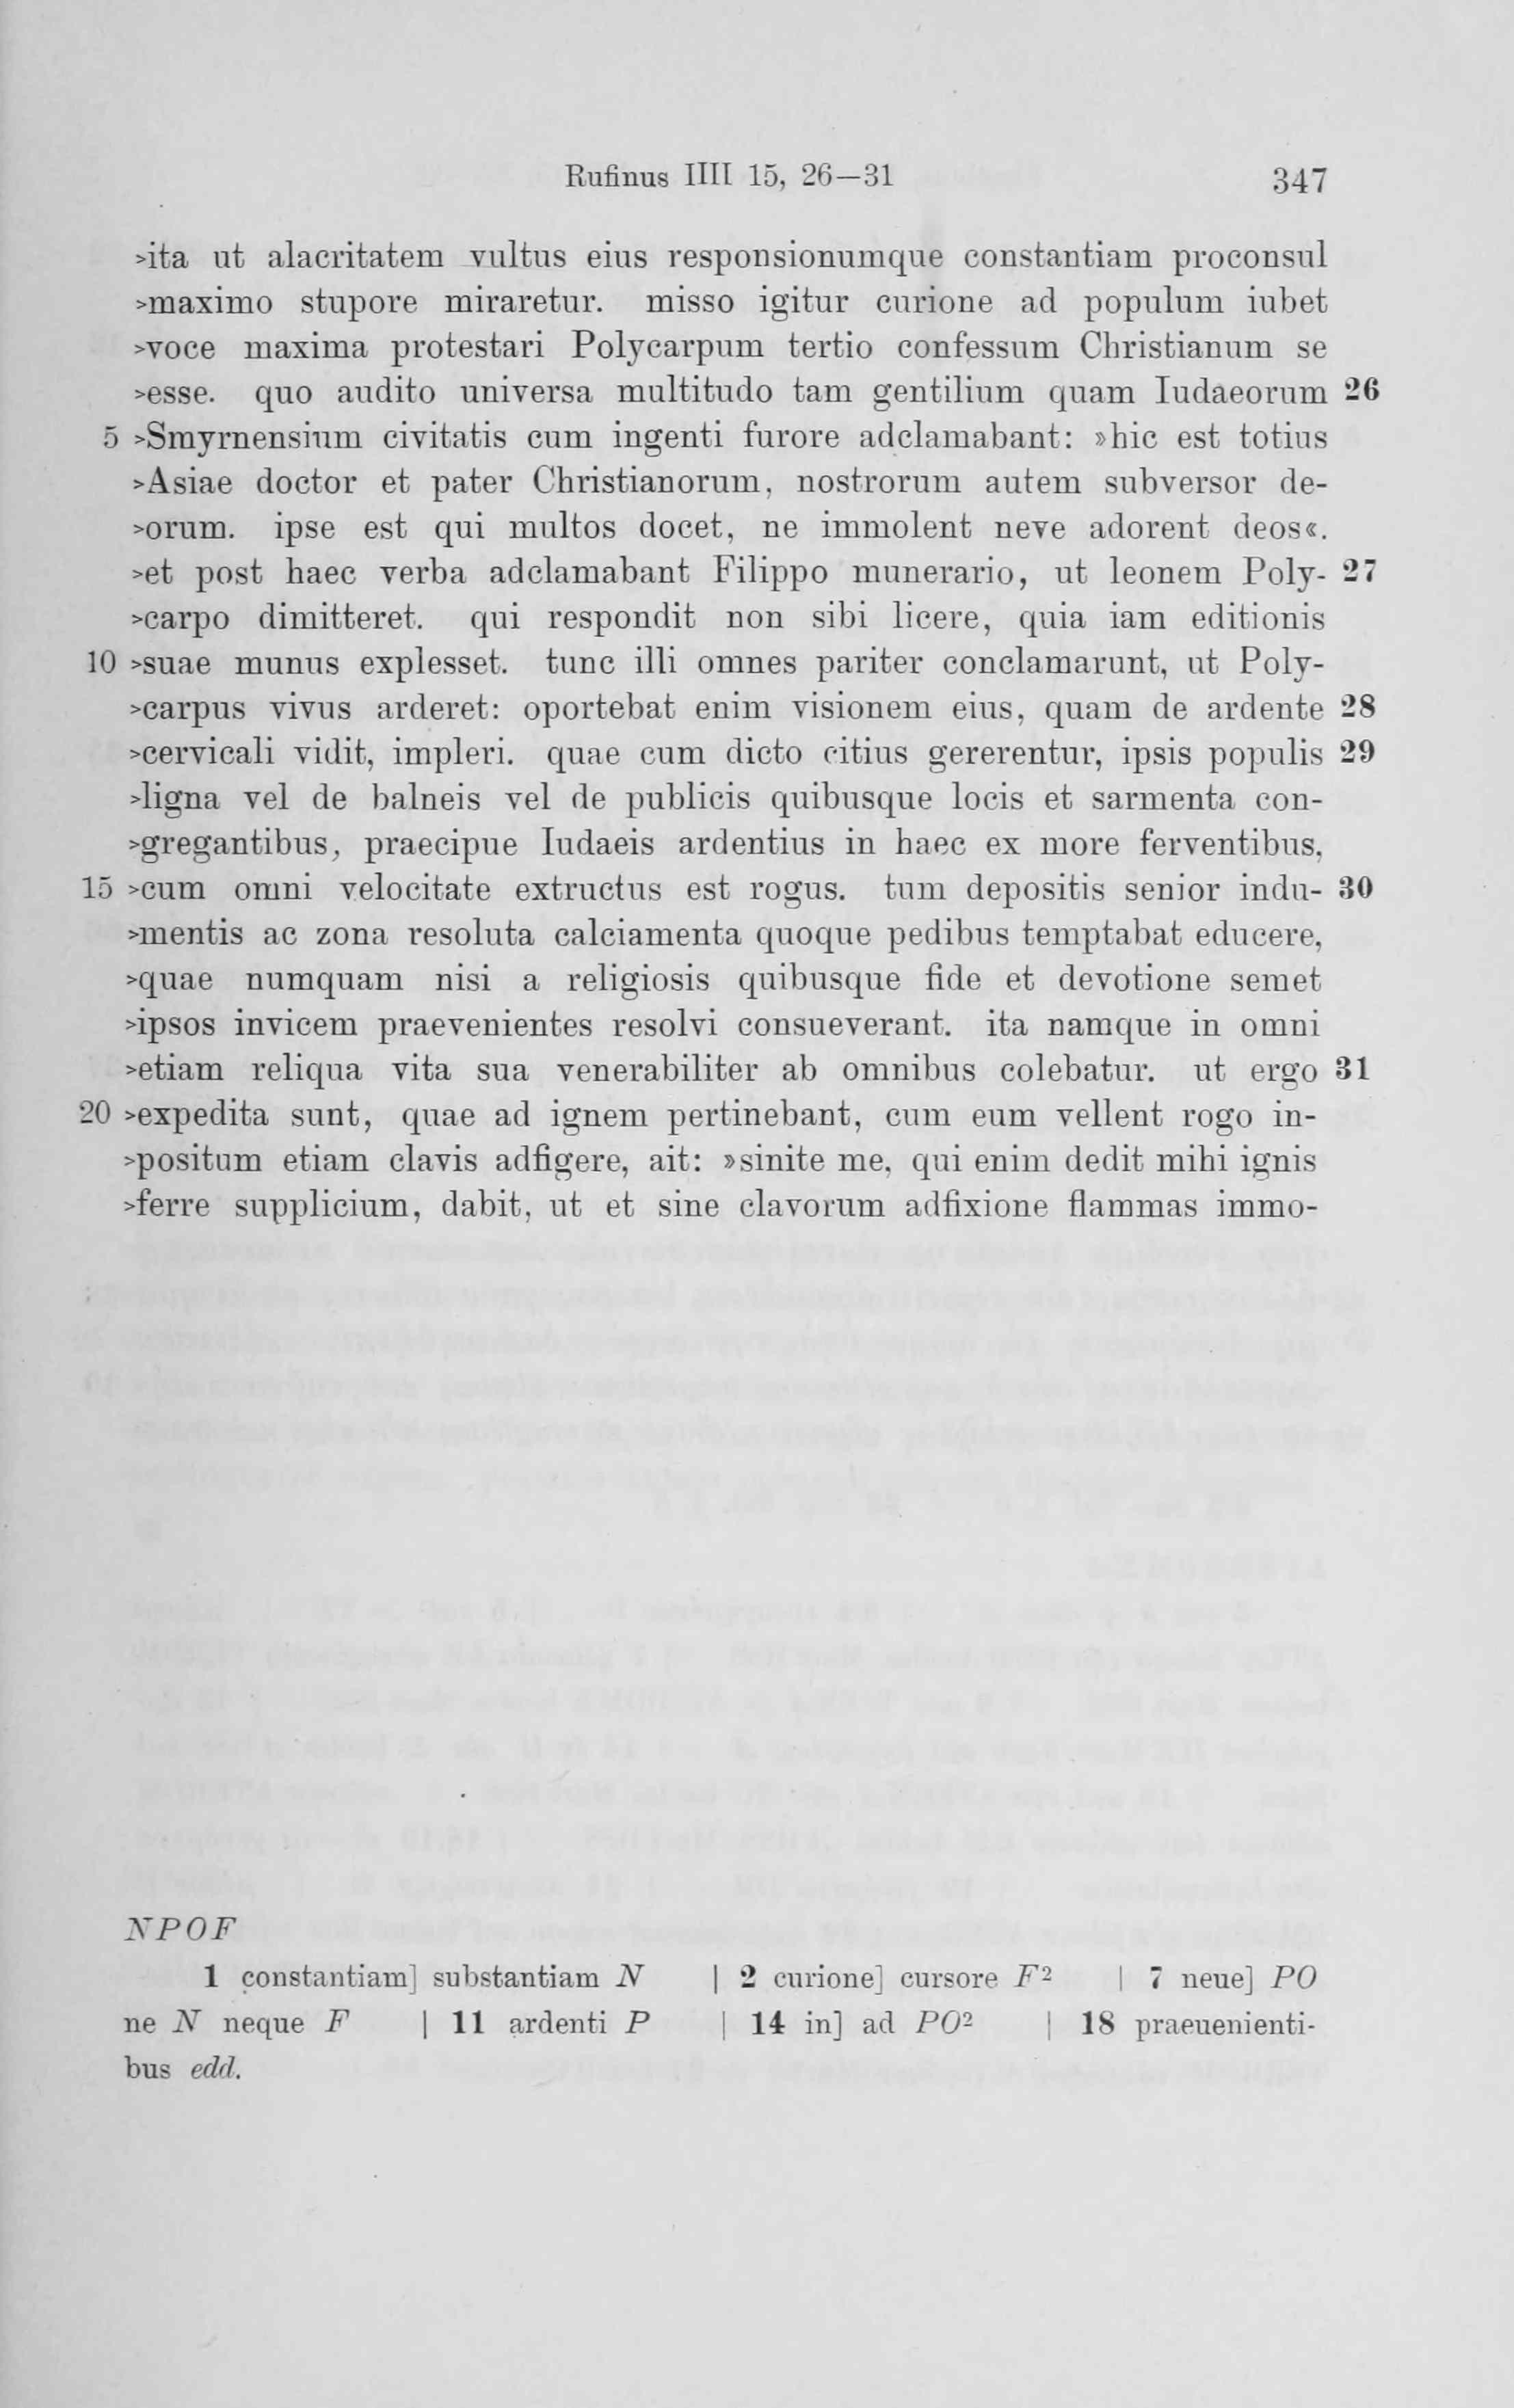 Rufinus IIII 15, 26—31 347
>ita ut alacritatem vultus eius responsionumque constantiam proconsul
>maximo stupore miraretur. misso igitur curione ad populum iubet
>voce maxima protestari Polycarpum tertio confessum Christianum se
>esse. quo audito universa multitudo tam gentilium quam Iudaeorum 26
5 >Smyrnensium civitatis cum ingenti furore adclamabant: »hic est totius
>Asiae doctor et pater Christianorum, nostrorum autem subversor de-
>orum. ipse est qui multos docet, ne immolent neve adorent deos«.
>et post haec verba adclamabant Filippo munerario, ut leonem Poly- 27
>carpo dimitteret. qui respondit non sibi licere, quia iam editionis
10 >suae munus explesset. tunc illi omnes pariter conclamarunt, ut Poly-
>carpus vivus arderet: oportebat enim visionem eius, quam de ardente 28
>cervicali vidit, impleri. quae cum dicto citius gererentur, ipsis populis 29
>ligna vel de balneis vel de publicis quibusque locis et sarmenta con-
>gregantibus, praecipue Iudaeis ardentius in haec ex more ferventibus,
15 >cum omni velocitate extructus est rogus. tum depositis senior indu- 30
>mentis ac zona resoluta calciamenta quoque pedibus temptabat educere,
>quae numquam nisi a religiosis quibusque fide et devotione semet
>ipsos invicem praevenientes resolvi consueverant. ita namque in omni
>etiam reliqua vita sua venerabiliter ab omnibus colebatur. ut ergo 31
20 >expedita sunt, quae ad ignem pertinebant, cum eum vellent rogo in-
>positum etiam clavis adfigere, ait: »sinite me, qui enim dedit mihi ignis
>ferre supplicium, dabit, ut et sine clavorum adfixione flammas immo-
NPOF
1 constantiam] substantiam N | 2 curione] cursore F² | 7 neue] PO
ne N neque F | 11 ardenti P | 14 in] ad PO² | 18 praeuenienti-
bus edd.